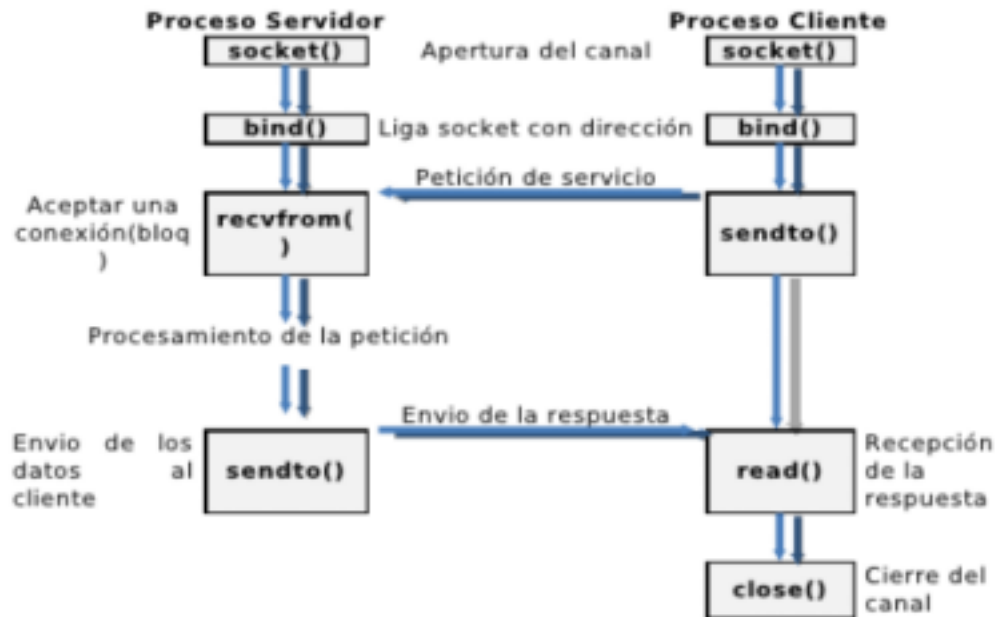 Proceso Servidor
Proceso Cliente
socket()
Apertura del canal
socket()
bind()
Liga socket con dirección
bind()
Petición de servicio
Aceptar una
conexión(bloq
)
recvfrom(
)
sendto()
Procesamiento de la petición
Envio de la respuesta
Envio de los
datos al
cliente
sendto()
read()
Recepción
de la
respuesta
close()
Cierre del
canal